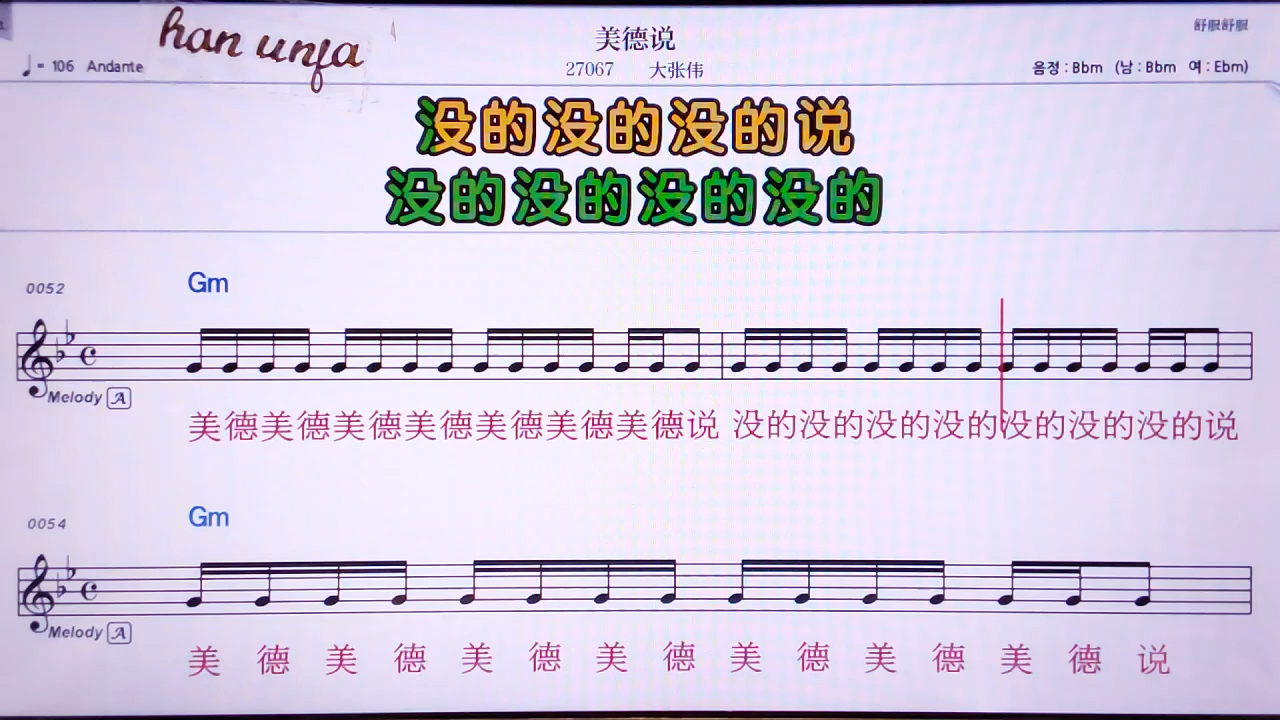 han unfa
美德说
舒服舒服
♩= 106 Andante
27067 大张伟
음정 : Bbm (남 : Bbm 여 : Ebm)
没的没的没的说
没的没的没的没的
0052
Gm
Melody A
美德美德美德美德美德美德美德说 没的没的没的没的没的没的没的说
0054
Gm
Melody A
美 德 美 德 美 德 美 德 美 德 美 德 美 德 说